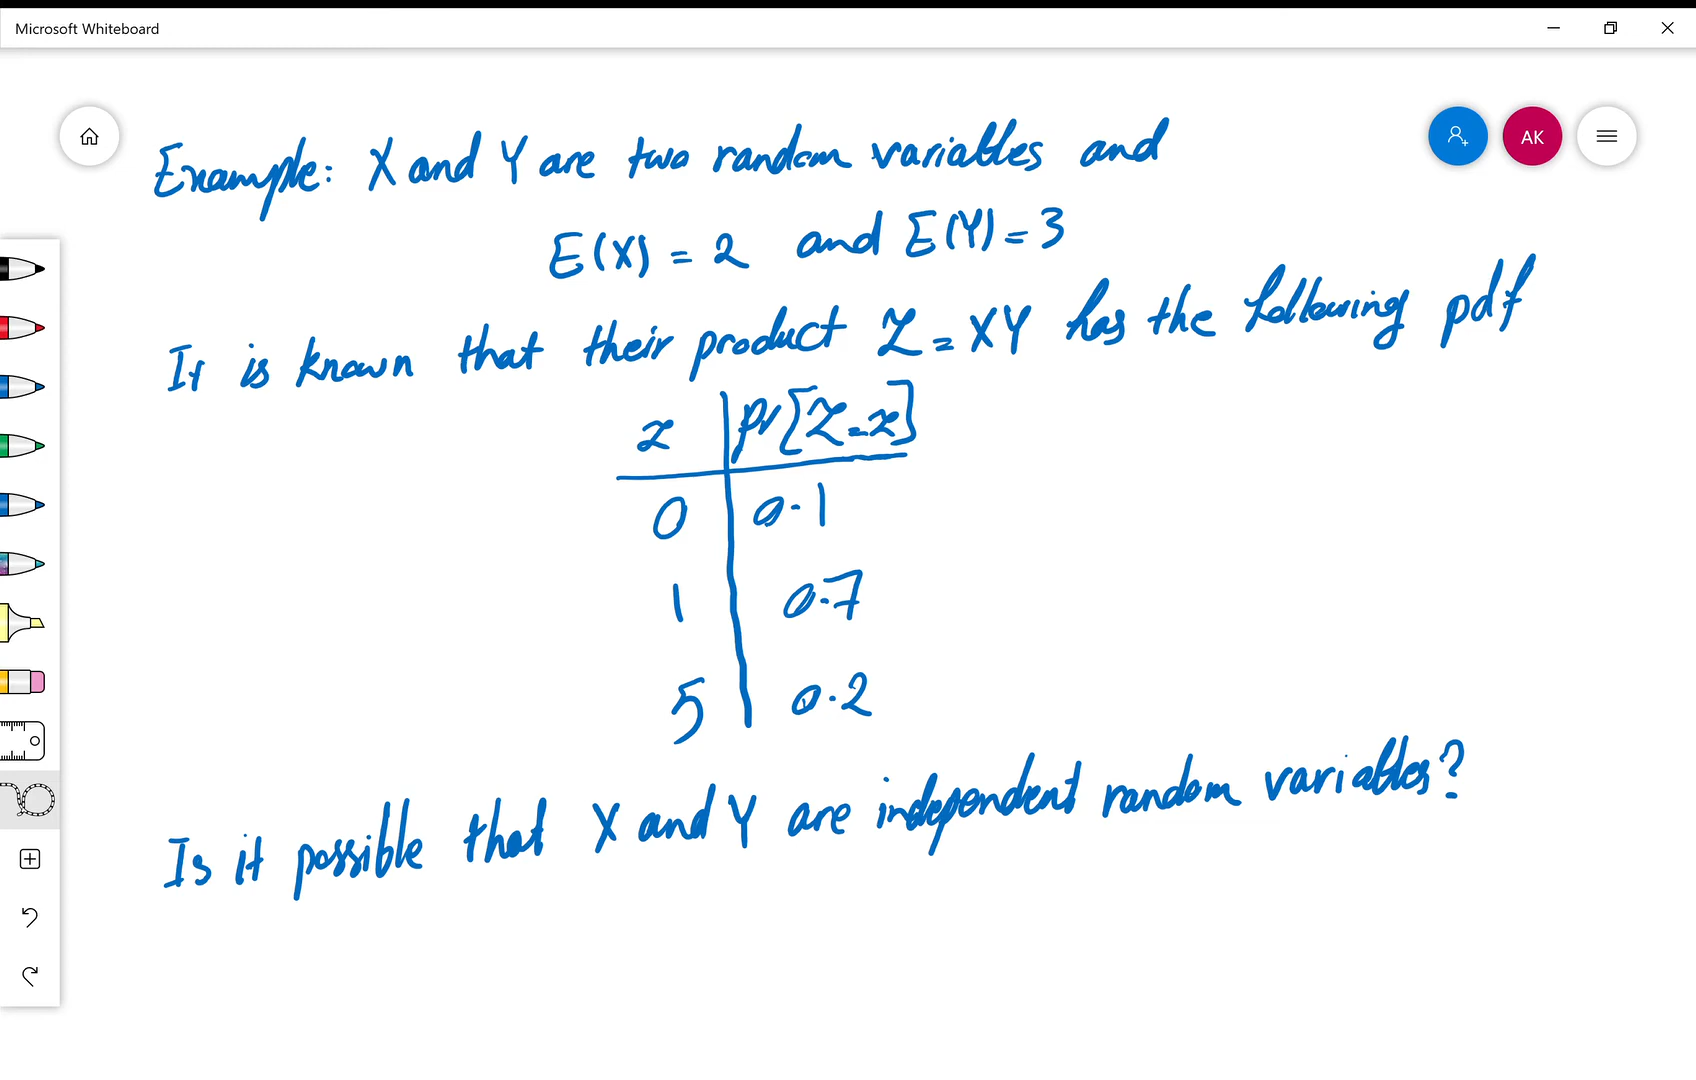 Microsoft Whiteboard
AK
Example: X and Y are two random variables and
E(X) = 2 and E(Y) = 3
It is known that their product Z = XY has the following pdf
z Pr[Z=z]
0 0.1
1 0.7
5 0.2
Is it possible that X and Y are independent random variables?